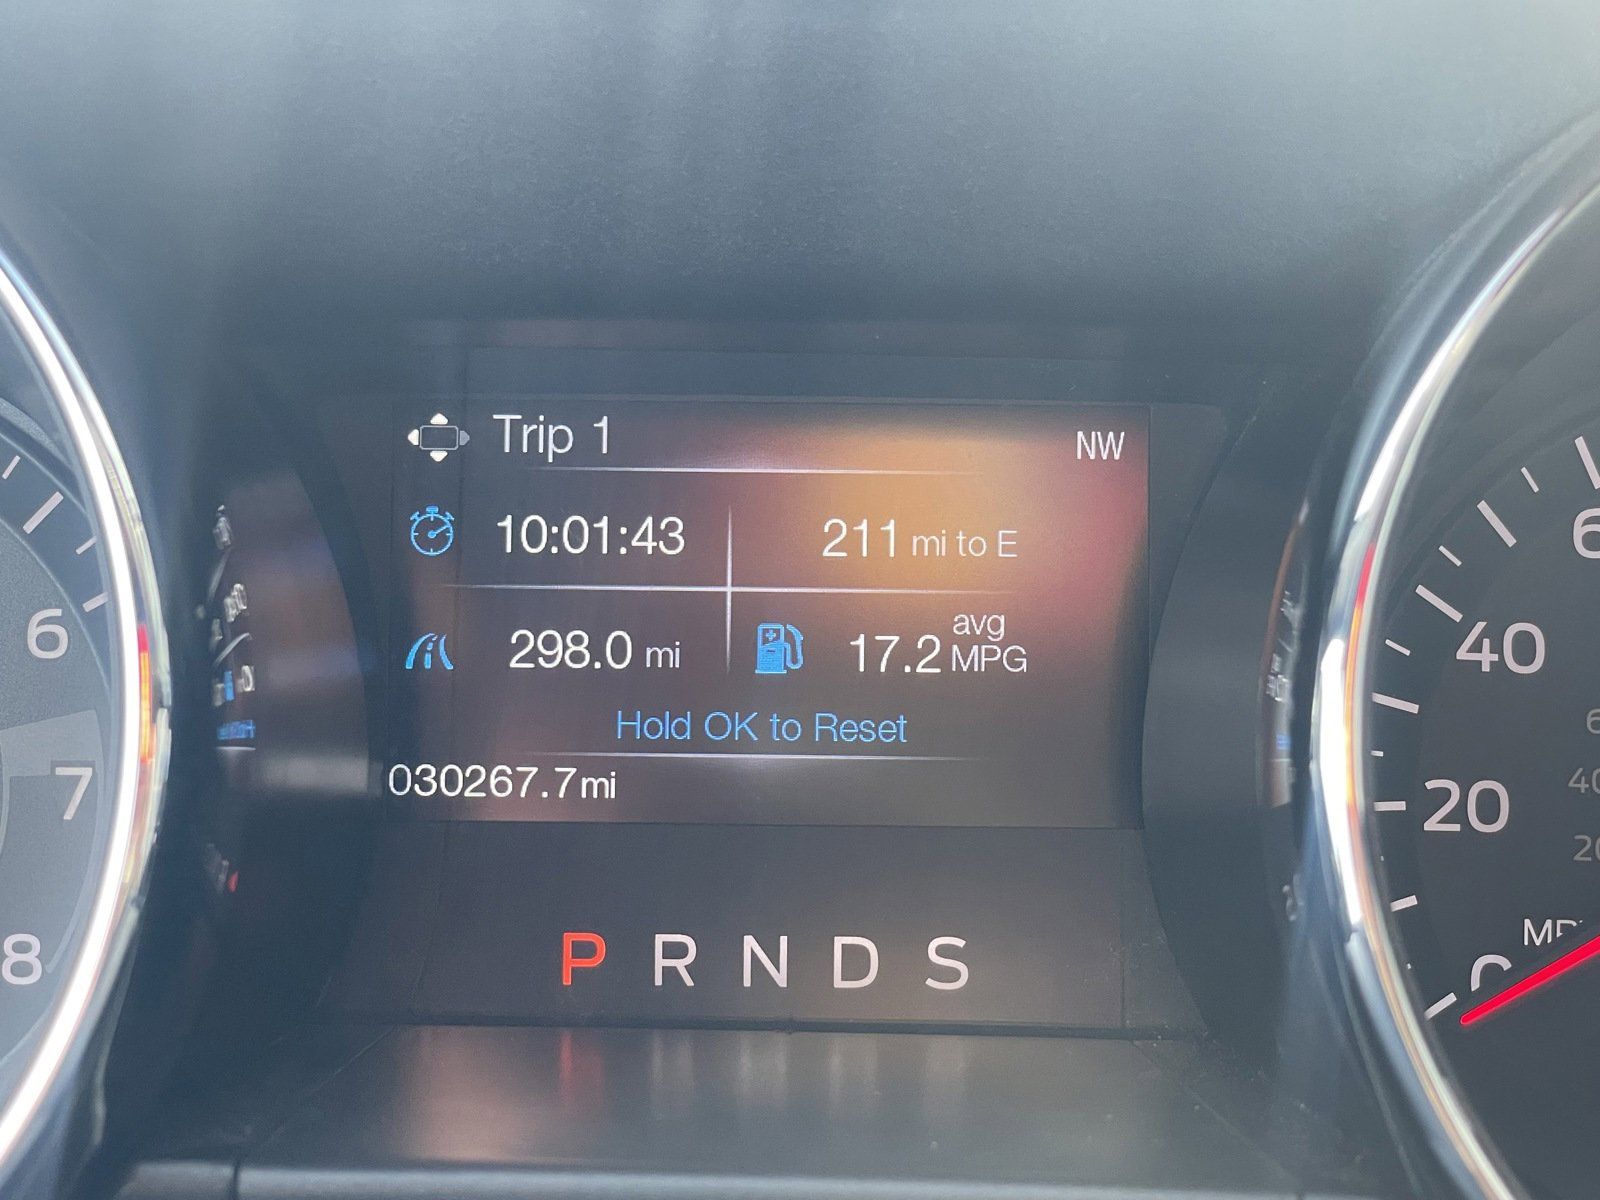 Trip 1
NW
10:01:43
211 mi to E
298.0 mi
17.2 avg MPG
Hold OK to Reset
030267.7mi
P R N D S
6
7
8
40
20
0